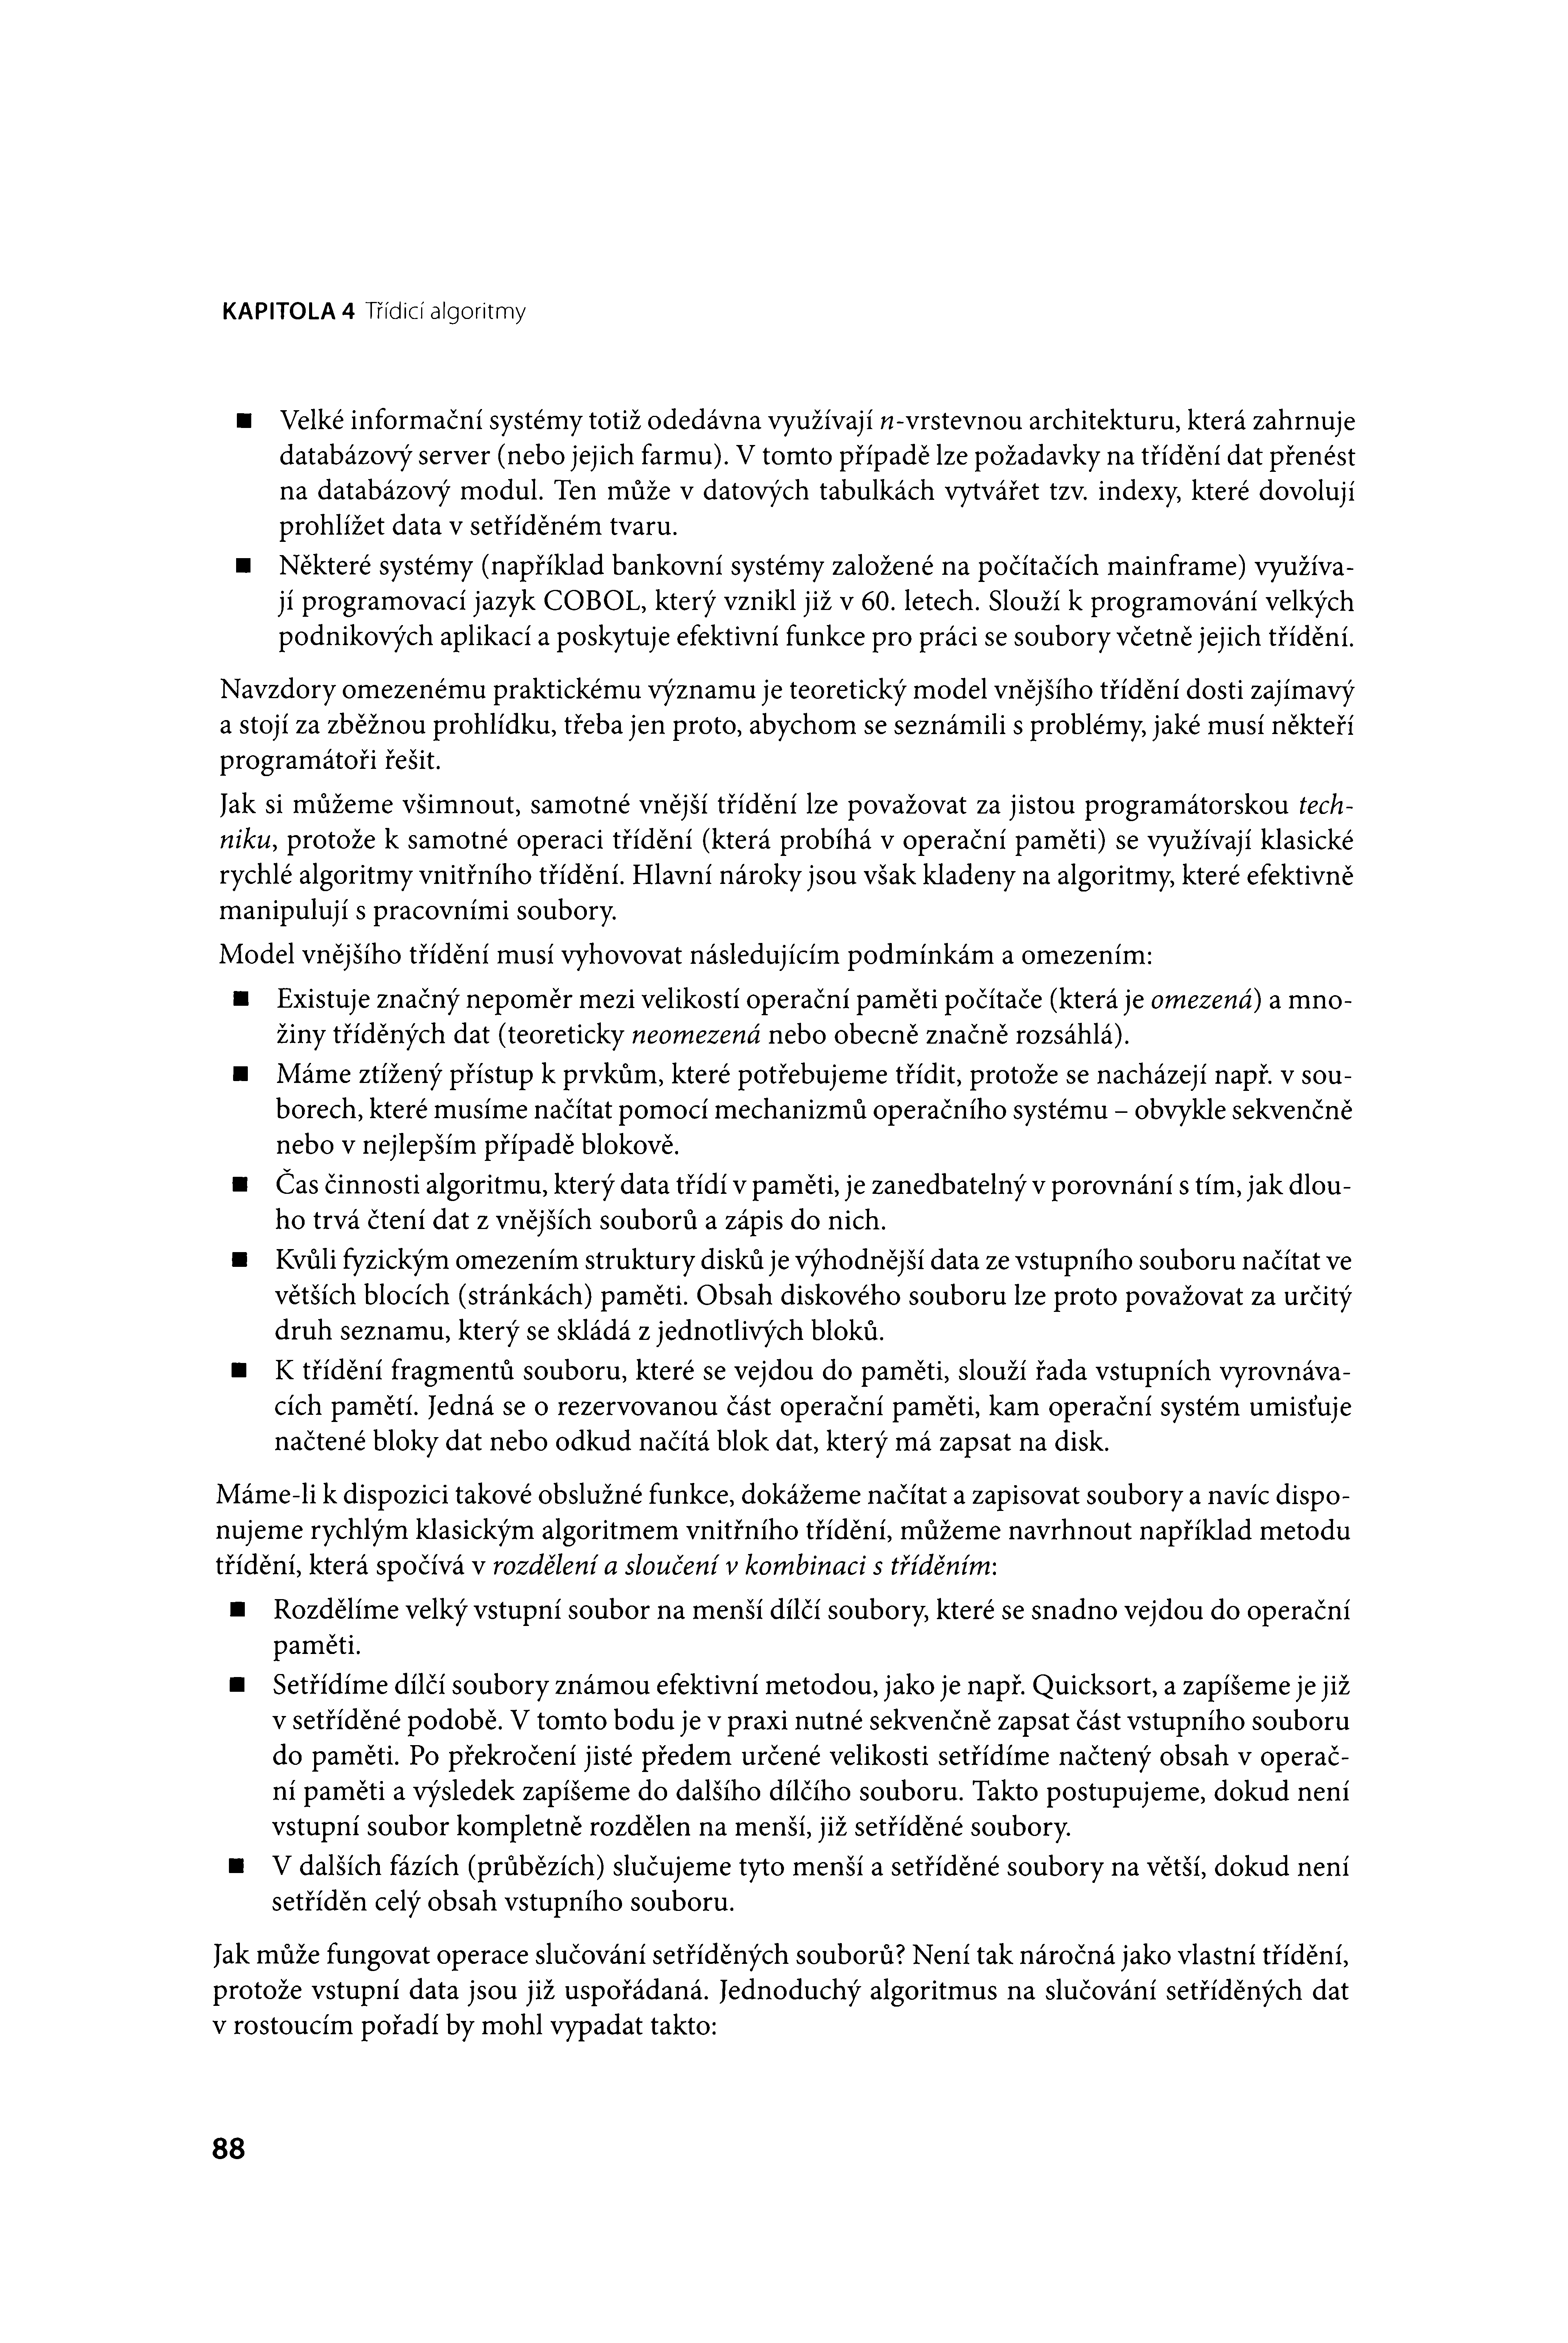 KAPITOLA 4 Třídicí algoritmy
■ Velké informační systémy totiž odedávna využívají n-vrstevnou architekturu, která zahrnuje
databázový server (nebo jejich farmu). V tomto případě lze požadavky na třídění dat přenést
na databázový modul. Ten může v datových tabulkách vytvářet tzv. indexy, které dovolují
prohlížet data v setříděném tvaru.
■ Některé systémy (například bankovní systémy založené na počítačích mainframe) využíva-
jí programovací jazyk COBOL, který vznikl již v 60. letech. Slouží k programování velkých
podnikových aplikací a poskytuje efektivní funkce pro práci se soubory včetně jejich třídění.
Navzdory omezenému praktickému významu je teoretický model vnějšího třídění dosti zajímavý
a stojí za zběžnou prohlídku, třeba jen proto, abychom se seznámili s problémy, jaké musí někteří
programátoři řešit.
Jak si můžeme všimnout, samotné vnější třídění lze považovat za jistou programátorskou tech-
niku, protože k samotné operaci třídění (která probíhá v operační paměti) se využívají klasické
rychlé algoritmy vnitřního třídění. Hlavní nároky jsou však kladeny na algoritmy, které efektivně
manipulují s pracovními soubory.
Model vnějšího třídění musí vyhovovat následujícím podmínkám a omezením:
■ Existuje značný nepoměr mezi velikostí operační paměti počítače (která je omezená) a mno-
žiny tříděných dat (teoreticky neomezená nebo obecně značně rozsáhlá).
■ Máme ztížený přístup k prvkům, které potřebujeme třídit, protože se nacházejí např. v sou-
borech, které musíme načítat pomocí mechanizmů operačního systému – obvykle sekvenčně
nebo v nejlepším případě blokově.
■ Čas činnosti algoritmu, který data třídí v paměti, je zanedbatelný v porovnání s tím, jak dlou-
ho trvá čtení dat z vnějších souborů a zápis do nich.
■ Kvůli fyzickým omezením struktury disků je výhodnější data ze vstupního souboru načítat ve
větších blocích (stránkách) paměti. Obsah diskového souboru lze proto považovat za určitý
druh seznamu, který se skládá z jednotlivých bloků.
■ K třídění fragmentů souboru, které se vejdou do paměti, slouží řada vstupních vyrovnáva-
cích pamětí. Jedná se o rezervovanou část operační paměti, kam operační systém umisťuje
načtené bloky dat nebo odkud načítá blok dat, který má zapsat na disk.
Máme-li k dispozici takové obslužné funkce, dokážeme načítat a zapisovat soubory a navíc dispo-
nujeme rychlým klasickým algoritmem vnitřního třídění, můžeme navrhnout například metodu
třídění, která spočívá v rozdělení a sloučení v kombinaci s tříděním:
■ Rozdělíme velký vstupní soubor na menší dílčí soubory, které se snadno vejdou do operační
paměti.
■ Setřídíme dílčí soubory známou efektivní metodou, jako je např. Quicksort, a zapíšeme je již
v setříděné podobě. V tomto bodu je v praxi nutné sekvenčně zapsat část vstupního souboru
do paměti. Po překročení jisté předem určené velikosti setřídíme načtený obsah v operač-
ní paměti a výsledek zapíšeme do dalšího dílčího souboru. Takto postupujeme, dokud není
vstupní soubor kompletně rozdělen na menší, již setříděné soubory.
■ V dalších fázích (průbězích) slučujeme tyto menší a setříděné soubory na větší, dokud není
setříděn celý obsah vstupního souboru.
Jak může fungovat operace slučování setříděných souborů? Není tak náročná jako vlastní třídění,
protože vstupní data jsou již uspořádaná. Jednoduchý algoritmus na slučování setříděných dat
v rostoucím pořadí by mohl vypadat takto:
88